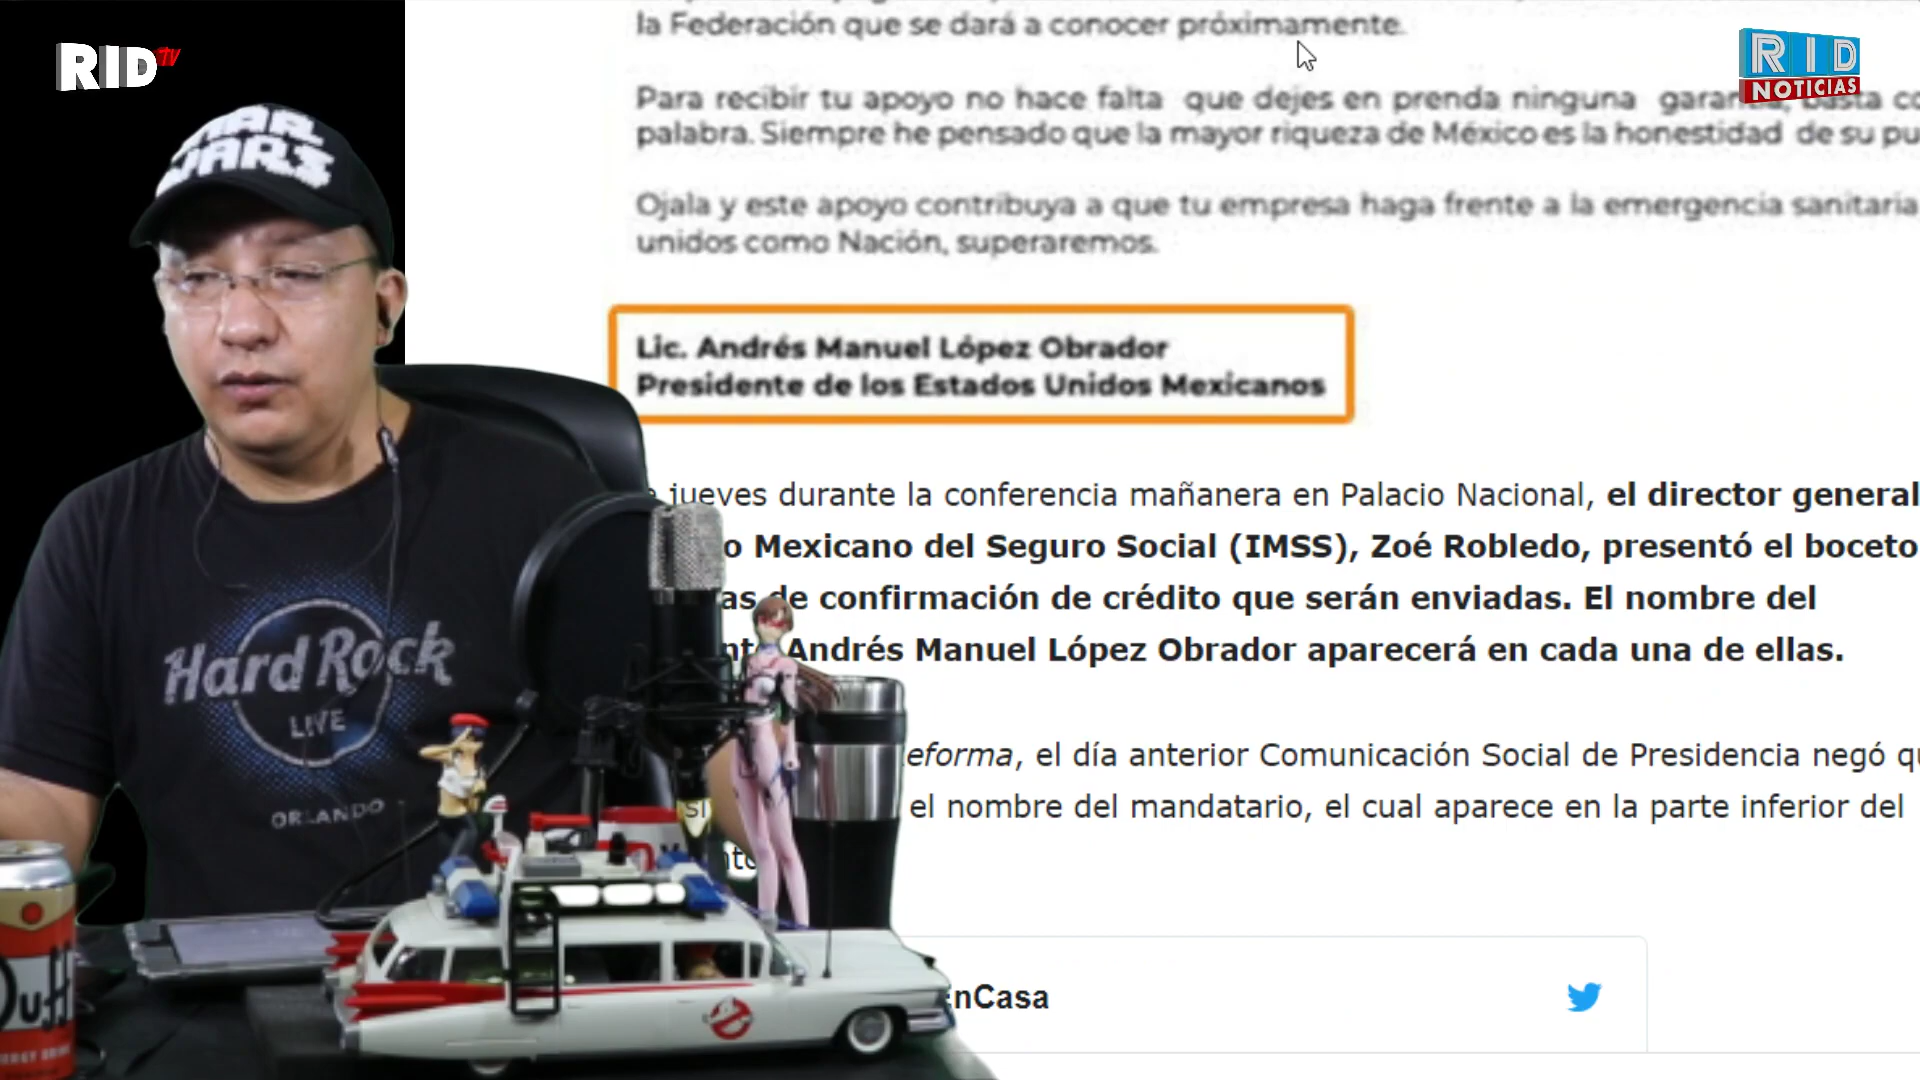 la Federación que se dará a conocer próximamente.
RID TV
RID
NOTICIAS
Para recibir tu apoyo no hace falta que dejes en prenda ninguna basta
palabra. Siempre he pensado que la mayor riqueza de México es la honestidad de su
Ojala y este apoyo contribuya a que tu empresa haga frente a la emergencia sanitaria
unidos como Nación, superaremos.
STAR
WARS
Lic. Andrés Manuel López Obrador
Presidente de los Estados Unidos Mexicanos
jueves durante la conferencia mañanera en Palacio Nacional, el director general
Mexicano del Seguro Social (IMSS), Zoé Robledo, presentó el boceto
de confirmación de crédito que serán enviadas. El nombre del
Andrés Manuel López Obrador aparecerá en cada una de ellas.
Hard Rock
LIVE
ORLANDO
eforma, el día anterior Comunicación Social de Presidencia negó
el nombre del mandatario, el cual aparece en la parte inferior del
Duff
nCasa